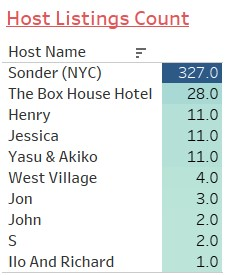 Host Listings Count
Host Name
Sonder (NYC) 327.0
The Box House Hotel 28.0
Henry 11.0
Jessica 11.0
Yasu & Akiko 11.0
West Village 4.0
Jon 3.0
John 2.0
S 2.0
Ilo And Richard 1.0